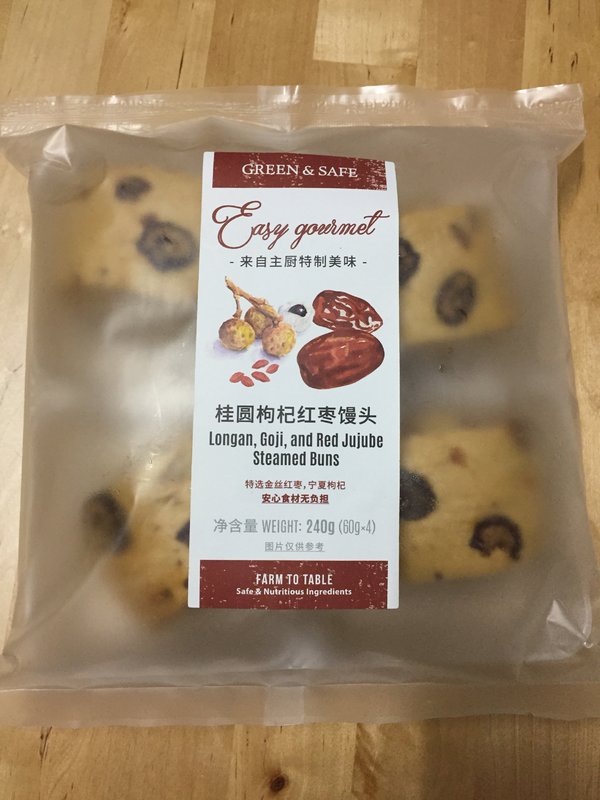 GREEN & SAFE
Easy gourmet
- 来自主厨特制美味 -
桂圆枸杞红枣馒头
Longan, Goji, and Red Jujube
Steamed Buns
特选金丝红枣，宁夏枸杞
安心食材无负担
净含量 WEIGHT: 240g (60g×4)
图片仅供参考
FARM TO TABLE
Safe & Nutritious Ingredients